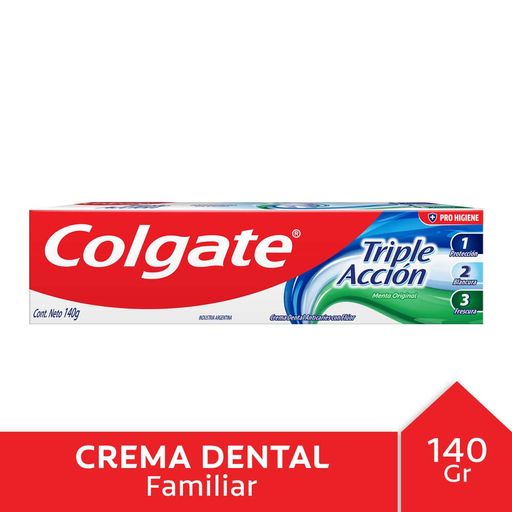 PRO HIGIENE
Colgate®
Triple
Acción
Menta Original
1
Protección
2
Blancura
3
Frescura
Cont. Neto 140g
INDUSTRIA ARGENTINA
Crema Dental Anticaries con Flúor
CREMA DENTAL
Familiar
140
Gr